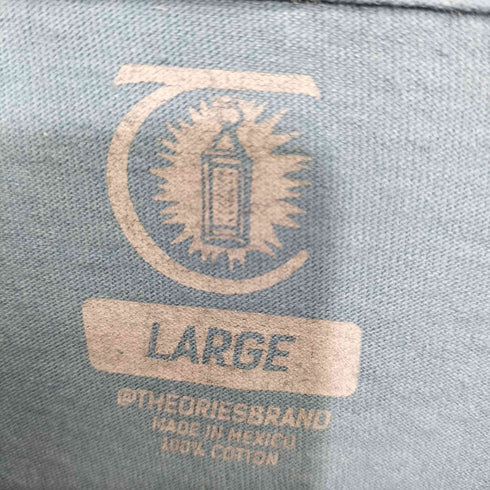 LARGE
@THEORIESBRAND
MADE IN MEXICO
100% COTTON